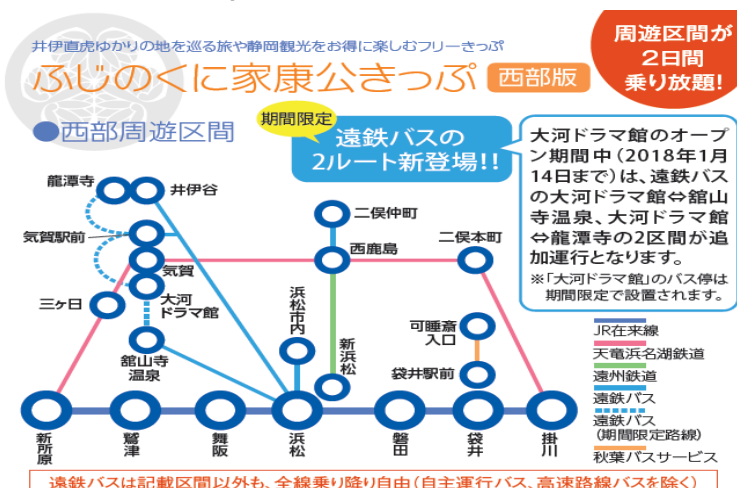 井伊直虎ゆかりの地を巡る旅や静岡観光をお得に楽しむフリーきっぷ
ふじのくに家康公きっぷ 西部版
周遊区間が
2日間
乗り放題!
●西部周遊区間
期間限定
遠鉄バスの
2ルート新登場!!
大河ドラマ館のオープ
ン期間中(2018年1月
14日まで)は、遠鉄バス
の大河ドラマ館⇔舘山
寺温泉、大河ドラマ館
⇔龍潭寺の2区間が追
加運行となります。
※「大河ドラマ館」のバス停は
期間限定で設置されます。
龍潭寺
井伊谷
気賀駅前
気賀
三ヶ日
大河
ドラマ館
舘山寺
温泉
浜松市内
二俣仲町
西鹿島
新浜松
二俣本町
可睡斎
入口
袋井駅前
新所原
鷲津
舞阪
浜松
磐田
袋井
掛川
JR在来線
天竜浜名湖鉄道
遠州鉄道
遠鉄バス
遠鉄バス
(期間限定路線)
秋葉バスサービス
遠鉄バスは記載区間以外も、全線乗り降り自由(自主運行バス、高速路線バスを除く)